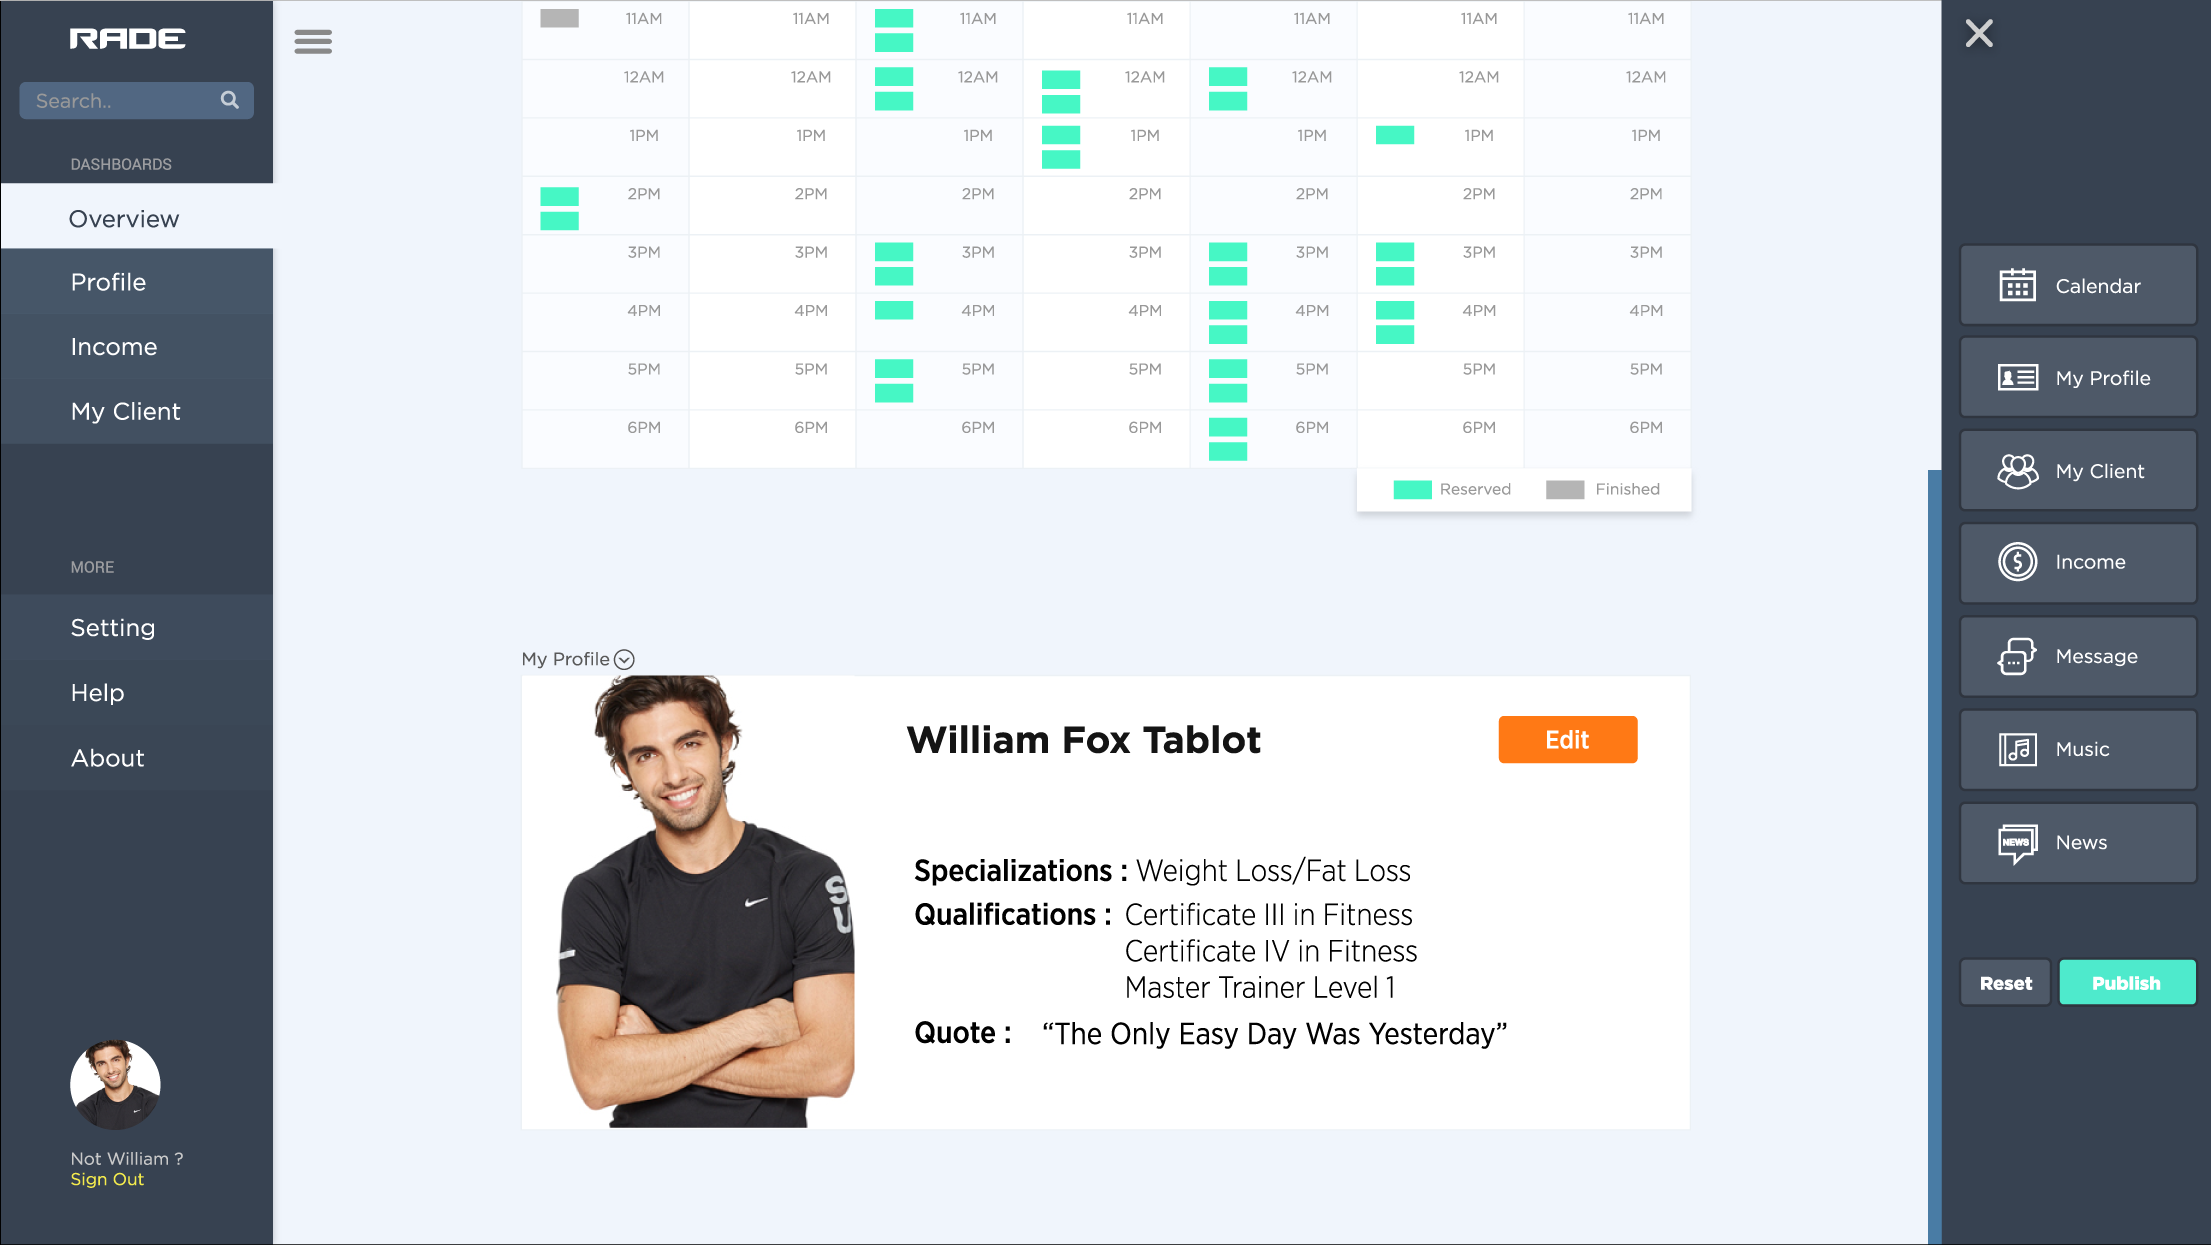 RADE
Search..
DASHBOARDS
Overview
Profile
Income
My Client
MORE
Setting
Help
About
Not William ?
Sign Out
11AM 11AM 11AM 11AM 11AM 11AM 11AM
12AM 12AM 12AM 12AM 12AM 12AM 12AM
1PM 1PM 1PM 1PM 1PM 1PM 1PM
2PM 2PM 2PM 2PM 2PM 2PM 2PM
3PM 3PM 3PM 3PM 3PM 3PM 3PM
4PM 4PM 4PM 4PM 4PM 4PM 4PM
5PM 5PM 5PM 5PM 5PM 5PM 5PM
6PM 6PM 6PM 6PM 6PM 6PM 6PM
Reserved Finished
My Profile
William Fox Tablot
Edit
Specializations : Weight Loss/Fat Loss
Qualifications : Certificate III in Fitness
Certificate IV in Fitness
Master Trainer Level 1
Quote : “The Only Easy Day Was Yesterday”
S
U
Calendar
My Profile
My Client
Income
Message
Music
NEWS News
Reset Publish